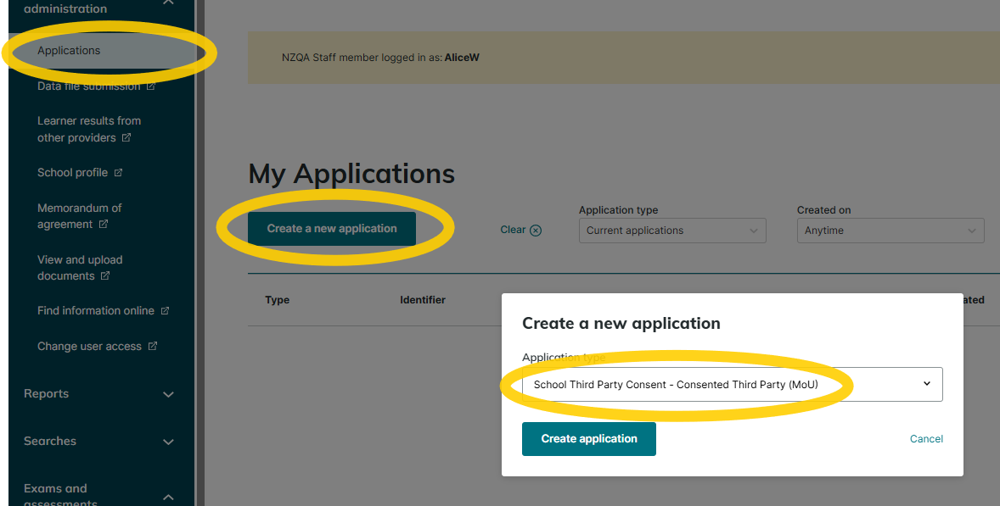 administration
Applications
Data file submission
Learner results from
other providers
School profile
Memorandum of
agreement
View and upload
documents
Find information online
Change user access
Reports
Searches
Exams and
assessments
NZQA Staff member logged in as: AliceW
My Applications
Create a new application
Clear
Application type
Current applications
Created on
Anytime
Type
Identifier
ated
Create a new application
Application type
School Third Party Consent - Consented Third Party (MoU)
Create application
Cancel